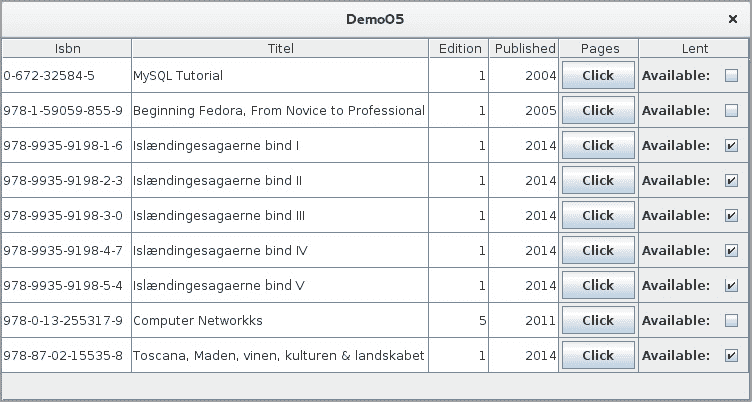 Demo05
Isbn Titel Edition Published Pages Lent
0-672-32584-5 MySQL Tutorial 1 2004 Click Available:
978-1-59059-855-9 Beginning Fedora, From Novice to Professional 1 2005 Click Available:
978-9935-9198-1-6 Islændingesagaerne bind I 1 2014 Click Available:
978-9935-9198-2-3 Islændingesagaerne bind II 1 2014 Click Available:
978-9935-9198-3-0 Islændingesagaerne bind III 1 2014 Click Available:
978-9935-9198-4-7 Islændingesagaerne bind IV 1 2014 Click Available:
978-9935-9198-5-4 Islændingesagaerne bind V 1 2014 Click Available:
978-0-13-255317-9 Computer Networkks 5 2011 Click Available:
978-87-02-15535-8 Toscana, Maden, vinen, kulturen & landskabet 1 2014 Click Available: